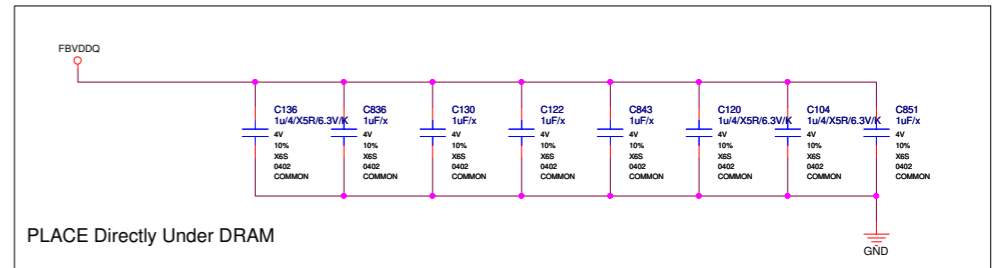 FBVDDQ
C136
1u/4/X5R/6.3V/K
4V
10%
X6S
0402
COMMON
C836
1uF/x
4V
10%
X6S
0402
COMMON
C130
1uF/x
4V
10%
X6S
0402
COMMON
C122
1uF/x
4V
10%
X6S
0402
COMMON
C843
1uF/x
4V
10%
X6S
0402
COMMON
C120
1u/4/X5R/6.3V/K
4V
10%
X6S
0402
COMMON
C104
1u/4/X5R/6.3V/K
4V
10%
X6S
0402
COMMON
C851
1uF/x
4V
10%
X6S
0402
COMMON
PLACE Directly Under DRAM
GND